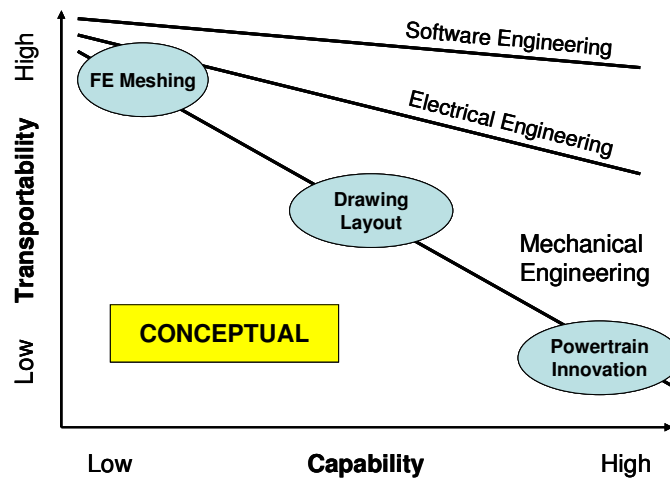 Software Engineering
High
FE Meshing
Electrical Engineering
Transportability
Drawing
Layout
Mechanical
Engineering
CONCEPTUAL
Low
Powertrain
Innovation
Low
Capability
High